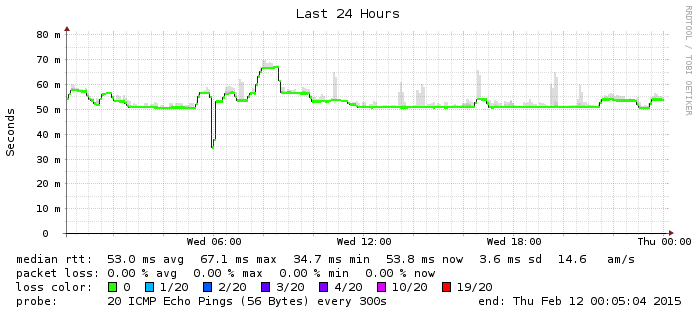 Last 24 Hours
RRDTOOL / TOBI OETIKER
Seconds
80 m
70 m
60 m
50 m
40 m
30 m
20 m
10 m
0
Wed 06:00 Wed 12:00 Wed 18:00 Thu 00:00
median rtt: 53.0 ms avg 67.1 ms max 34.7 ms min 53.8 ms now 3.6 ms sd 14.6 am/s
packet loss: 0.00 % avg 0.00 % max 0.00 % min 0.00 % now
loss color: 0 1/20 2/20 3/20 4/20 10/20 19/20
probe: 20 ICMP Echo Pings (56 Bytes) every 300s end: Thu Feb 12 00:05:04 2015